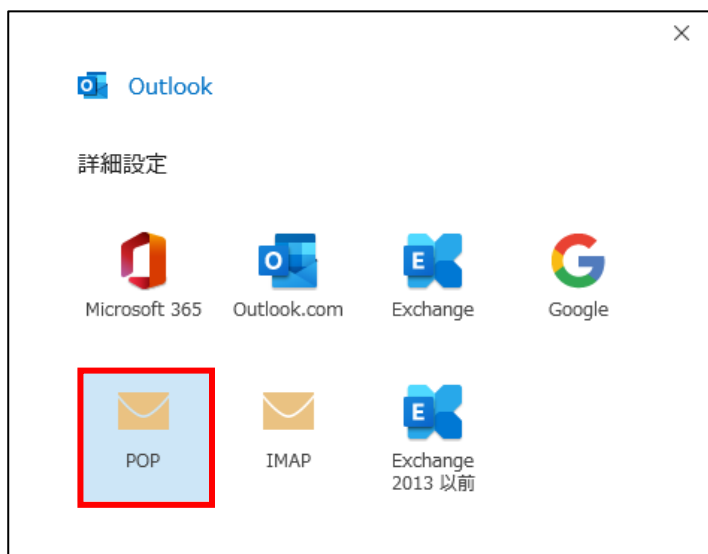 Outlook
詳細設定
Microsoft 365
Outlook.com
Exchange
Google
POP
IMAP
Exchange
2013 以前